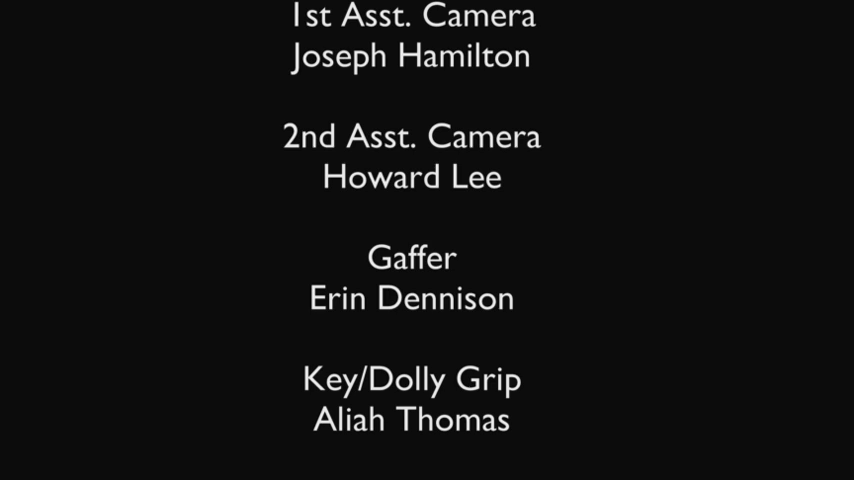 1st Asst. Camera
Joseph Hamilton
2nd Asst. Camera
Howard Lee
Gaffer
Erin Dennison
Key/Dolly Grip
Aliah Thomas